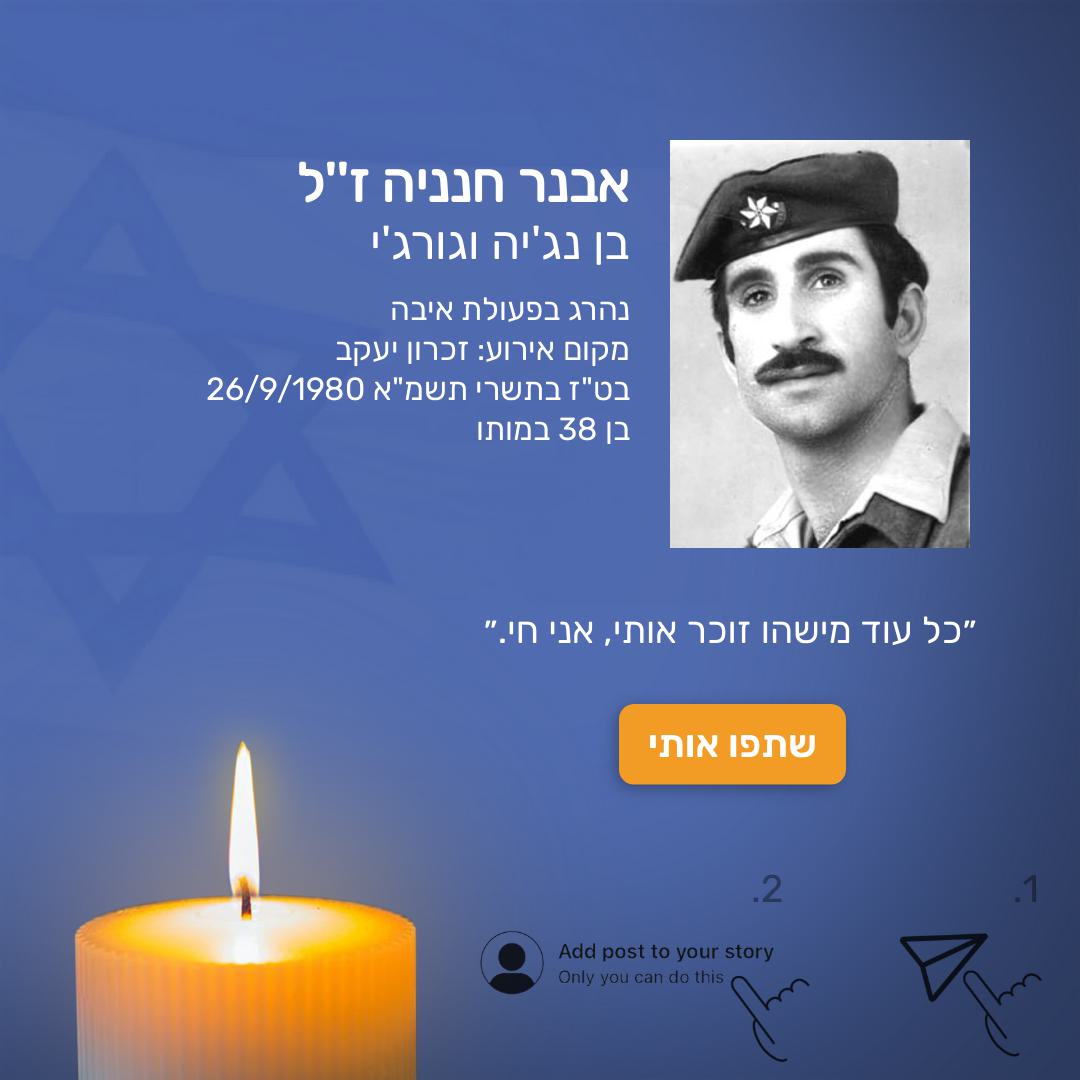 אבנר חנניה ז"ל
בן נג'יה וגורג'י
נהרג בפעולת איבה
מקום אירוע: זכרון יעקב
בט"ז בתשרי תשמ"א 26/9/1980
בן 38 במותו
״כל עוד מישהו זוכר אותי, אני חי.״
שתפו אותי
1.
2.
Add post to your story
Only you can do this